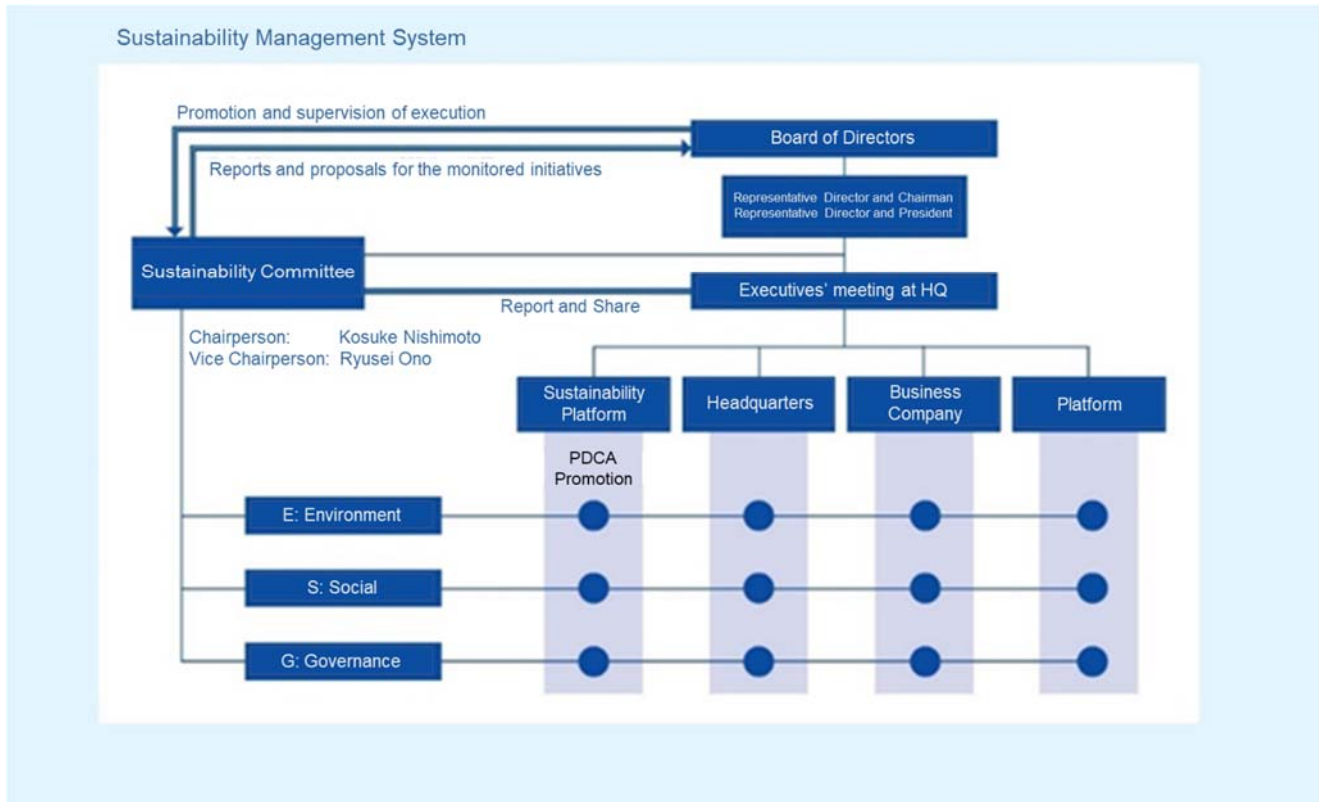 Sustainability Management System
Promotion and supervision of execution
Board of Directors
Reports and proposals for the monitored initiatives
Representative Director and Chairman
Representative Director and President
Sustainability Committee
Executives' meeting at HQ
Report and Share
Chairperson: Kosuke Nishimoto
Vice Chairperson: Ryusei Ono
Sustainability
Platform
Headquarters
Business
Company
Platform
PDCA
Promotion
E: Environment
S: Social
G: Governance